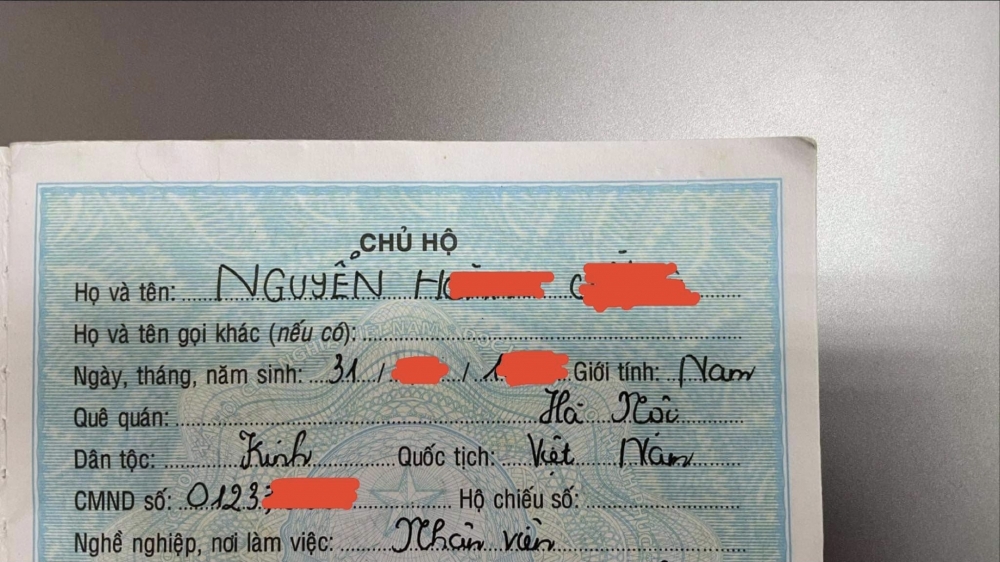 CHỦ HỘ
Họ và tên: NGUYỂN
Họ và tên gọi khác (nếu có):
Ngày, tháng, năm sinh: 31 / / 1 Giới tính: Nam
Quê quán: Hà Nội
Dân tộc: Kinh Quốc tịch: Việt Nam
CMND số: 0123 Hộ chiếu số:
Nghề nghiệp, nơi làm việc: Nhân viên